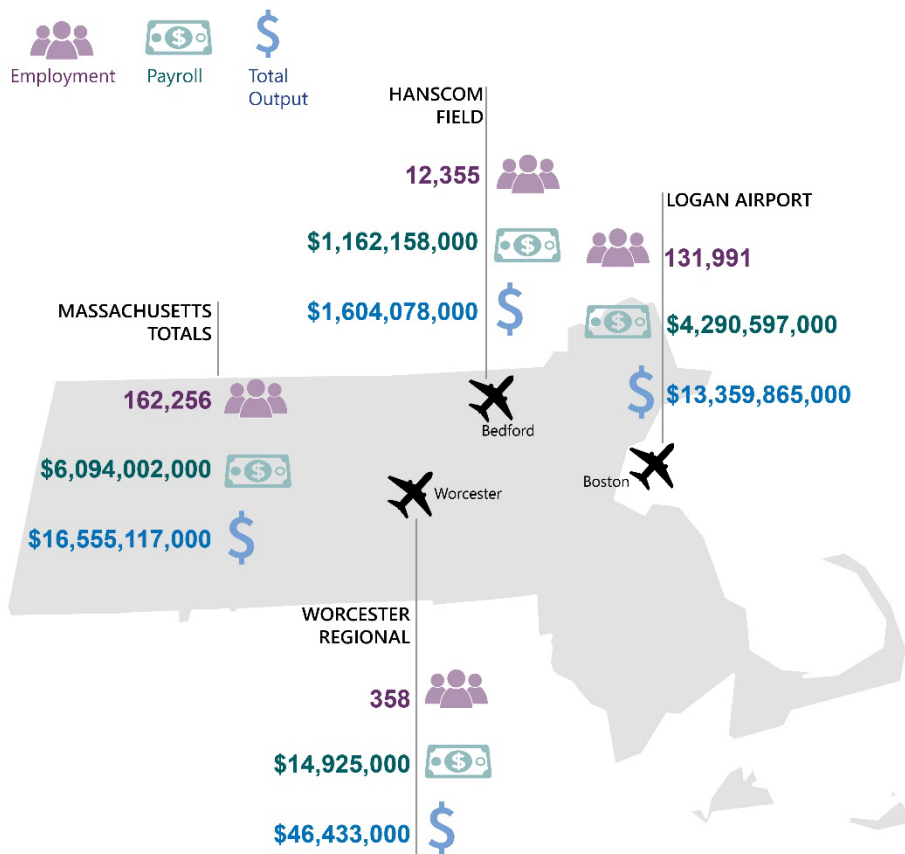 Employment
Payroll
Total
Output
HANSCOM
FIELD
12,355
$1,162,158,000
$1,604,078,000
LOGAN AIRPORT
131,991
$4,290,597,000
$13,359,865,000
MASSACHUSETTS
TOTALS
162,256
$6,094,002,000
$16,555,117,000
Bedford
Worcester
Boston
WORCESTER
REGIONAL
358
$14,925,000
$46,433,000